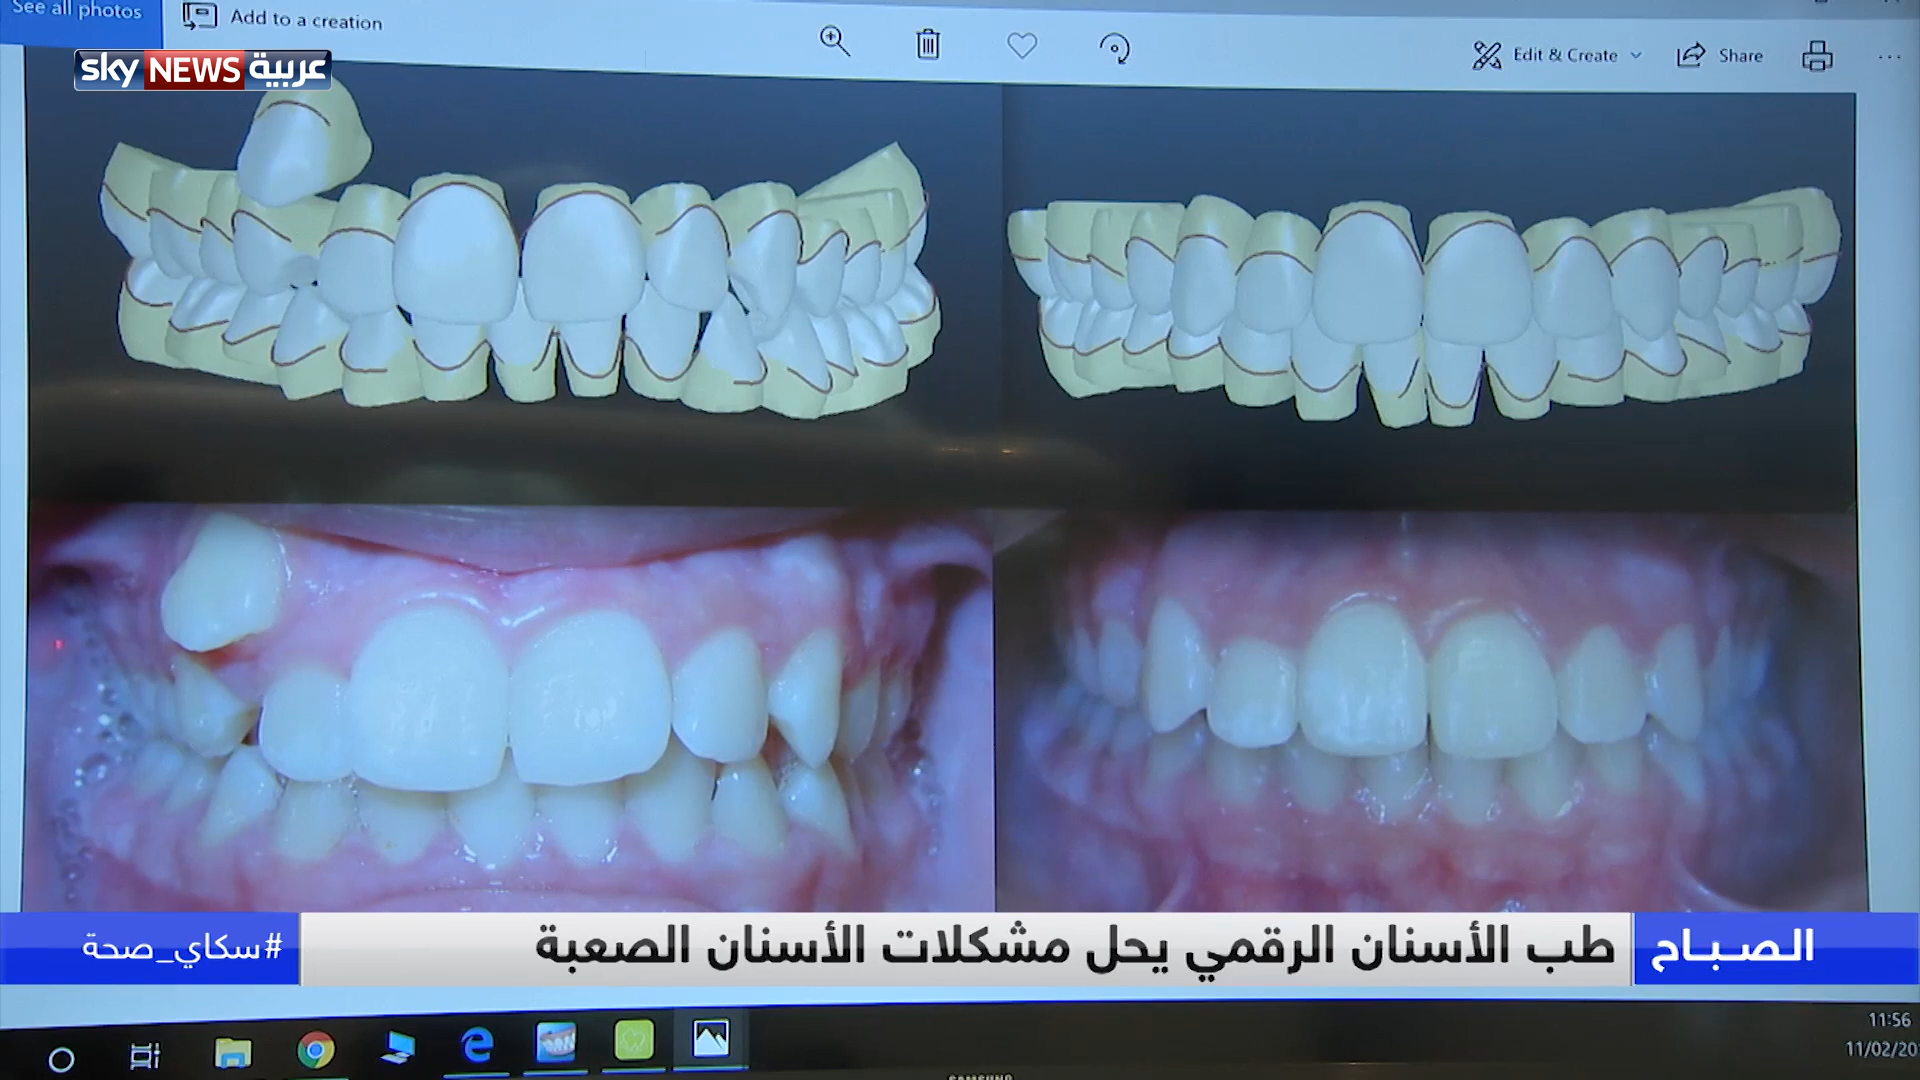 See all photos
Add to a creation
Edit & Create
Share
sky NEWS عربية
الصباح
طب الأسنان الرقمي يحل مشكلات الأسنان الصعبة
#سكاي_صحة
11:56
11/02/20
SAMSUNG